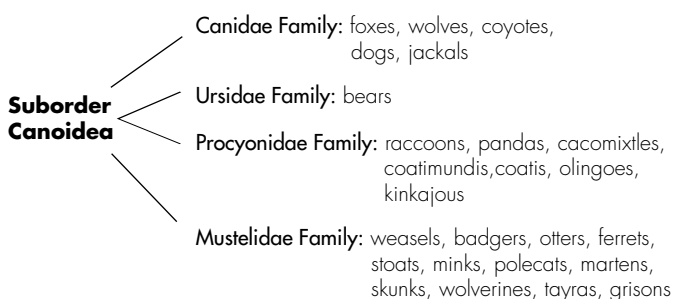 Canidae Family: foxes, wolves, coyotes,
dogs, jackals
Suborder
Canoidea
Ursidae Family: bears
Procyonidae Family: raccoons, pandas, cacomixtles,
coatimundis,coatis, olingoes,
kinkajous
Mustelidae Family: weasels, badgers, otters, ferrets,
stoats, minks, polecats, martens,
skunks, wolverines, tayras, grisons